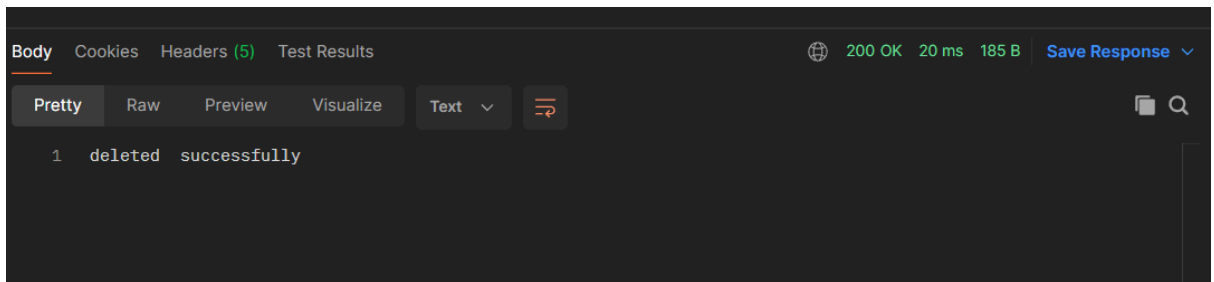 Body Cookies Headers (5) Test Results 200 OK 20 ms 185 B Save Response
Pretty Raw Preview Visualize Text
1 deleted  successfully